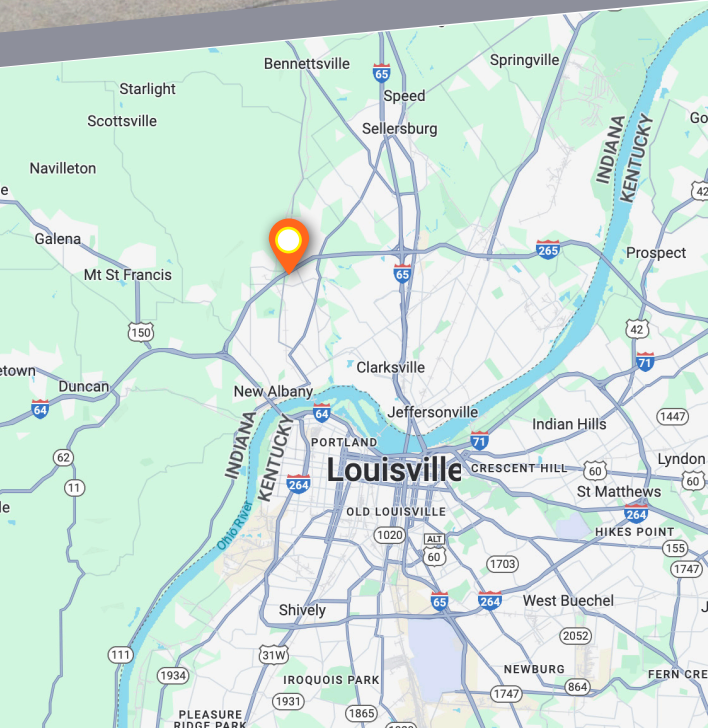 Bennettsville
Springville
65
Starlight
Speed
Scottsville
Sellersburg
INDIANA
KENTUCKY
Go
Navilleton
42
e
Galena
265
Prospect
Mt St Francis
65
150
42
71
Clarksville
etown
Duncan
New Albany
64
64
Jeffersonville
1447
INDIANA
KENTUCKY
PORTLAND
71
Indian Hills
62
Louisville
CRESCENT HILL
60
Lyndon
60
11
264
St Matthews
le
OLD LOUISVILLE
264
Ohio River
1020
ALT
60
HIKES POINT
155
1703
1747
65
264
West Buechel
Shively
J
2052
111
31W
1934
NEWBURG
FERN CRE
IROQUOIS PARK
864
1747
1931
1865
PLEASURE
RIDGE PARK